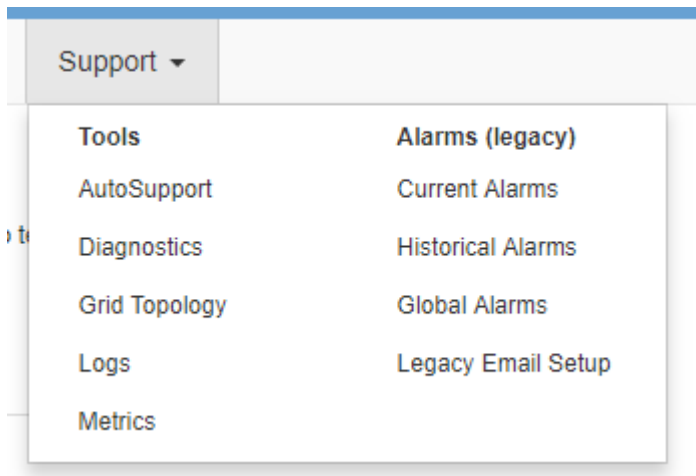 Support
Tools
AutoSupport
Diagnostics
Grid Topology
Logs
Metrics
Alarms (legacy)
Current Alarms
Historical Alarms
Global Alarms
Legacy Email Setup